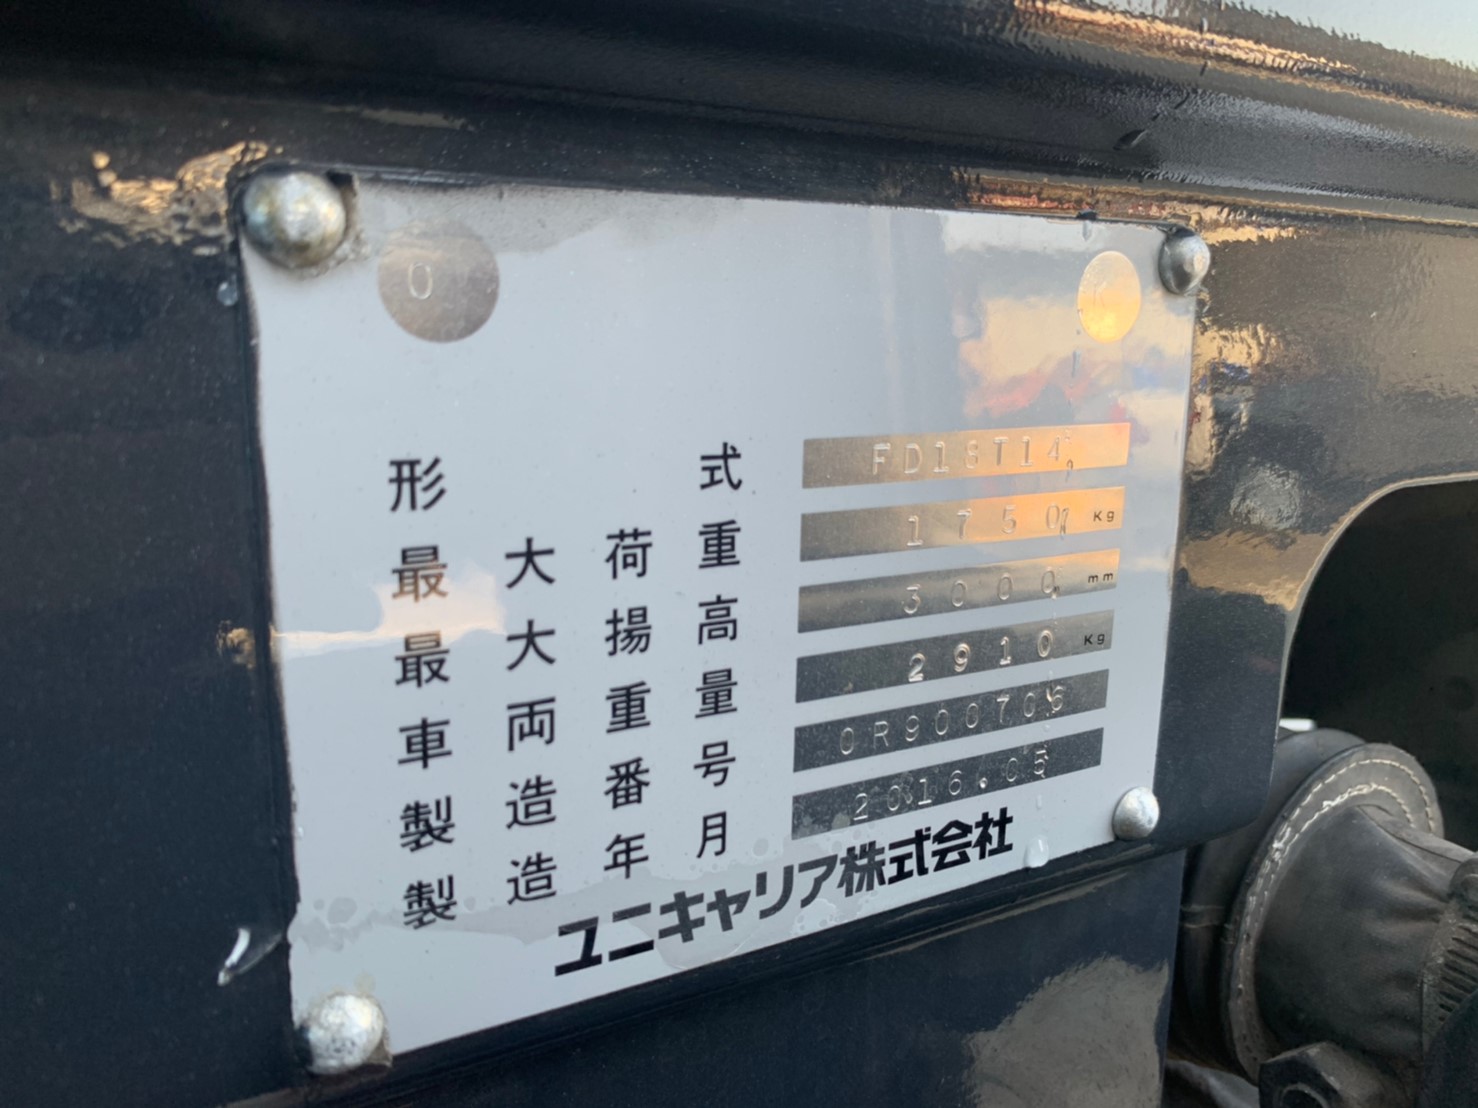 O K
形式 FD18T14
最大荷重 1750 Kg
最大揚高 3000 mm
車両重量 2910 Kg
製造番号 0R900706
製造年月 2016.05
ユニキャリア株式会社